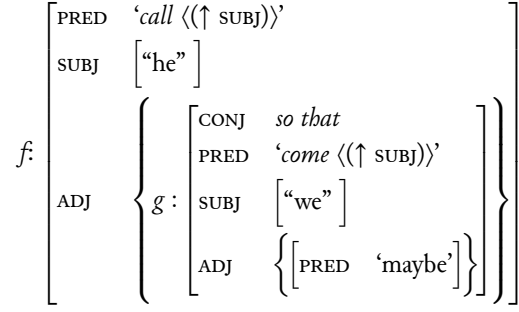 PRED ‘call ⟨(↑ SUBJ)⟩’
SUBJ [“he” ]
CONJ so that
PRED ‘come ⟨(↑ SUBJ)⟩’
f: ADJ { g : SUBJ [“we” ] }
ADJ {[PRED ‘maybe’]}